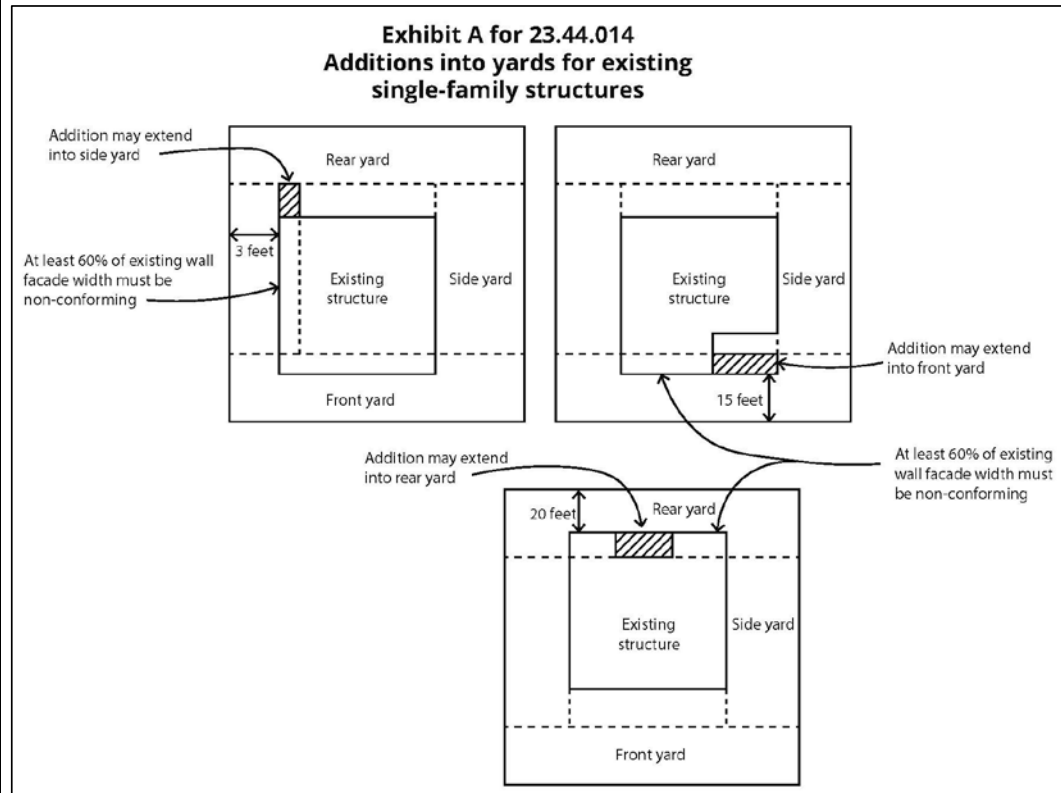 Exhibit A for 23.44.014
Additions into yards for existing
single-family structures
Addition may extend
into side yard
Rear yard
3 feet
At least 60% of existing wall
facade width must be
non-conforming
Existing
structure
Side yard
Front yard
Rear yard
Existing
structure
Side yard
Addition may extend
into front yard
15 feet
Addition may extend
into rear yard
At least 60% of existing
wall facade width must
be non-conforming
20 feet
Rear yard
Existing
structure
Side yard
Front yard